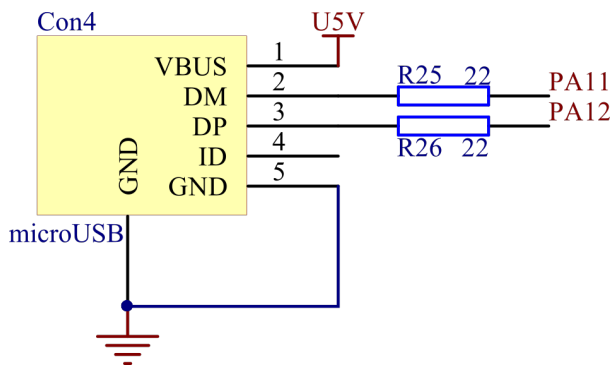 Con4
U5V
VBUS 1
DM 2 R25 22 PA11
DP 3 PA12
R26 22
ID 4
GND 5
GND
microUSB